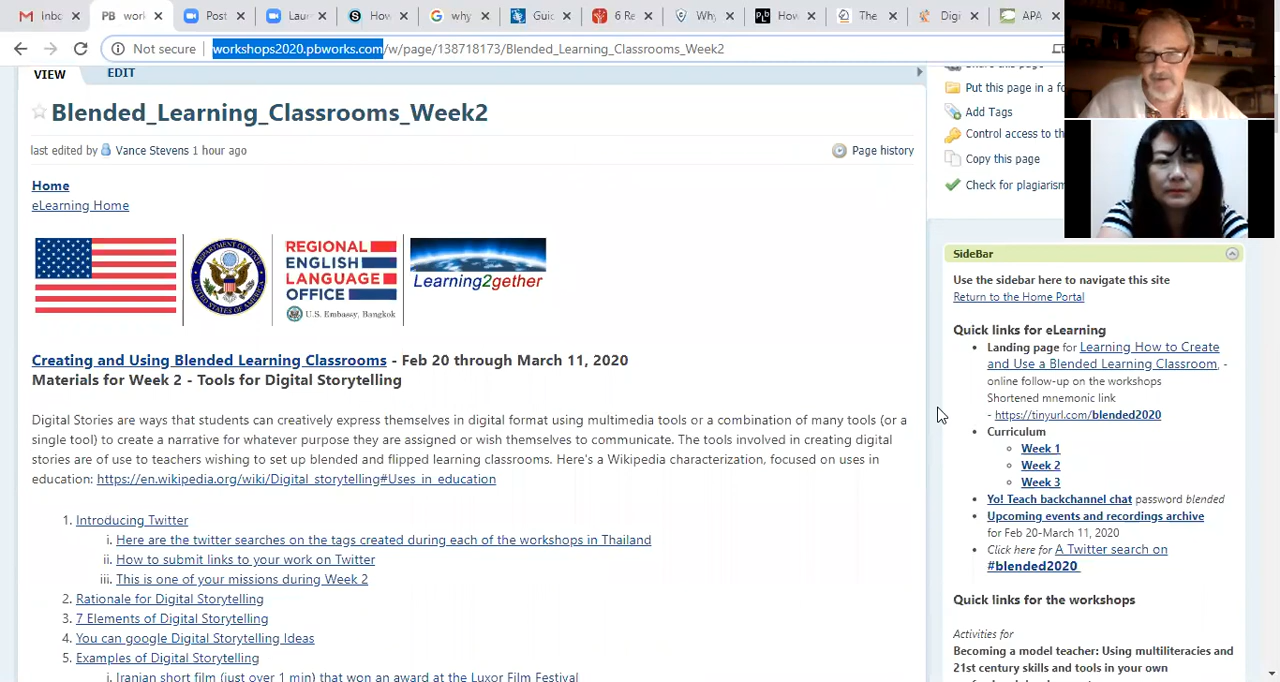 Inbc
PB work
Post
Laur
How
why
Guic
6 Re
Why
How
The
Digi
APA
Not secure
workshops2020.pbworks.com/w/page/138718173/Blended_Learning_Classrooms_Week2
VIEW
EDIT
Share this page
Put this page in a fo
Add Tags
Control access to th
Copy this page
Check for plagiarism
Blended_Learning_Classrooms_Week2
last edited by Vance Stevens 1 hour ago
Page history
Home
eLearning Home
DEPARTMENT OF STATE
REGIONAL
ENGLISH
LANGUAGE
OFFICE
U.S. Embassy, Bangkok
Learning2gether
Creating and Using Blended Learning Classrooms - Feb 20 through March 11, 2020
Materials for Week 2 - Tools for Digital Storytelling
Digital Stories are ways that students can creatively express themselves in digital format using multimedia tools or a combination of many tools (or a
single tool) to create a narrative for whatever purpose they are assigned or wish themselves to communicate. The tools involved in creating digital
stories are of use to teachers wishing to set up blended and flipped learning classrooms. Here's a Wikipedia characterization, focused on uses in
education: https://en.wikipedia.org/wiki/Digital_storytelling#Uses_in_education
1. Introducing Twitter
i. Here are the twitter searches on the tags created during each of the workshops in Thailand
ii. How to submit links to your work on Twitter
iii. This is one of your missions during Week 2
2. Rationale for Digital Storytelling
3. 7 Elements of Digital Storytelling
4. You can google Digital Storytelling Ideas
5. Examples of Digital Storytelling
i. Iranian short film (just over 1 min) that won an award at the Luxor Film Festival
SideBar
Use the sidebar here to navigate this site
Return to the Home Portal
Quick links for eLearning
• Landing page for Learning How to Create
and Use a Blended Learning Classroom, -
online follow-up on the workshops
Shortened mnemonic link
- https://tinyurl.com/blended2020
• Curriculum
Week 1
Week 2
Week 3
• Yo! Teach backchannel chat password blended
• Upcoming events and recordings archive
for Feb 20-March 11, 2020
• Click here for A Twitter search on
#blended2020
Quick links for the workshops
Activities for
Becoming a model teacher: Using multiliteracies and
21st century skills and tools in your own